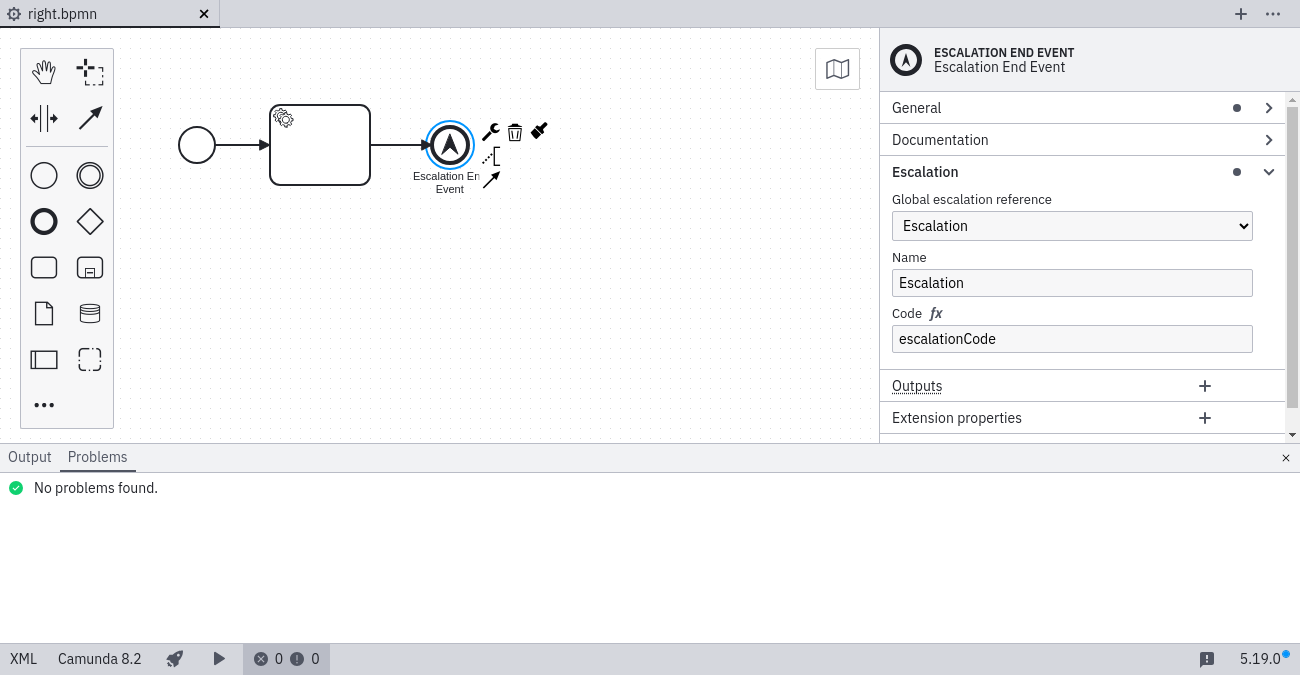 right.bpmn
ESCALATION END EVENT
Escalation End Event
General
Documentation
Escalation
Global escalation reference
Escalation
Name
Escalation
Code fx
escalationCode
Outputs
Extension properties
Escalation En
Event
Output Problems
No problems found.
XML Camunda 8.2 0 0 5.19.0